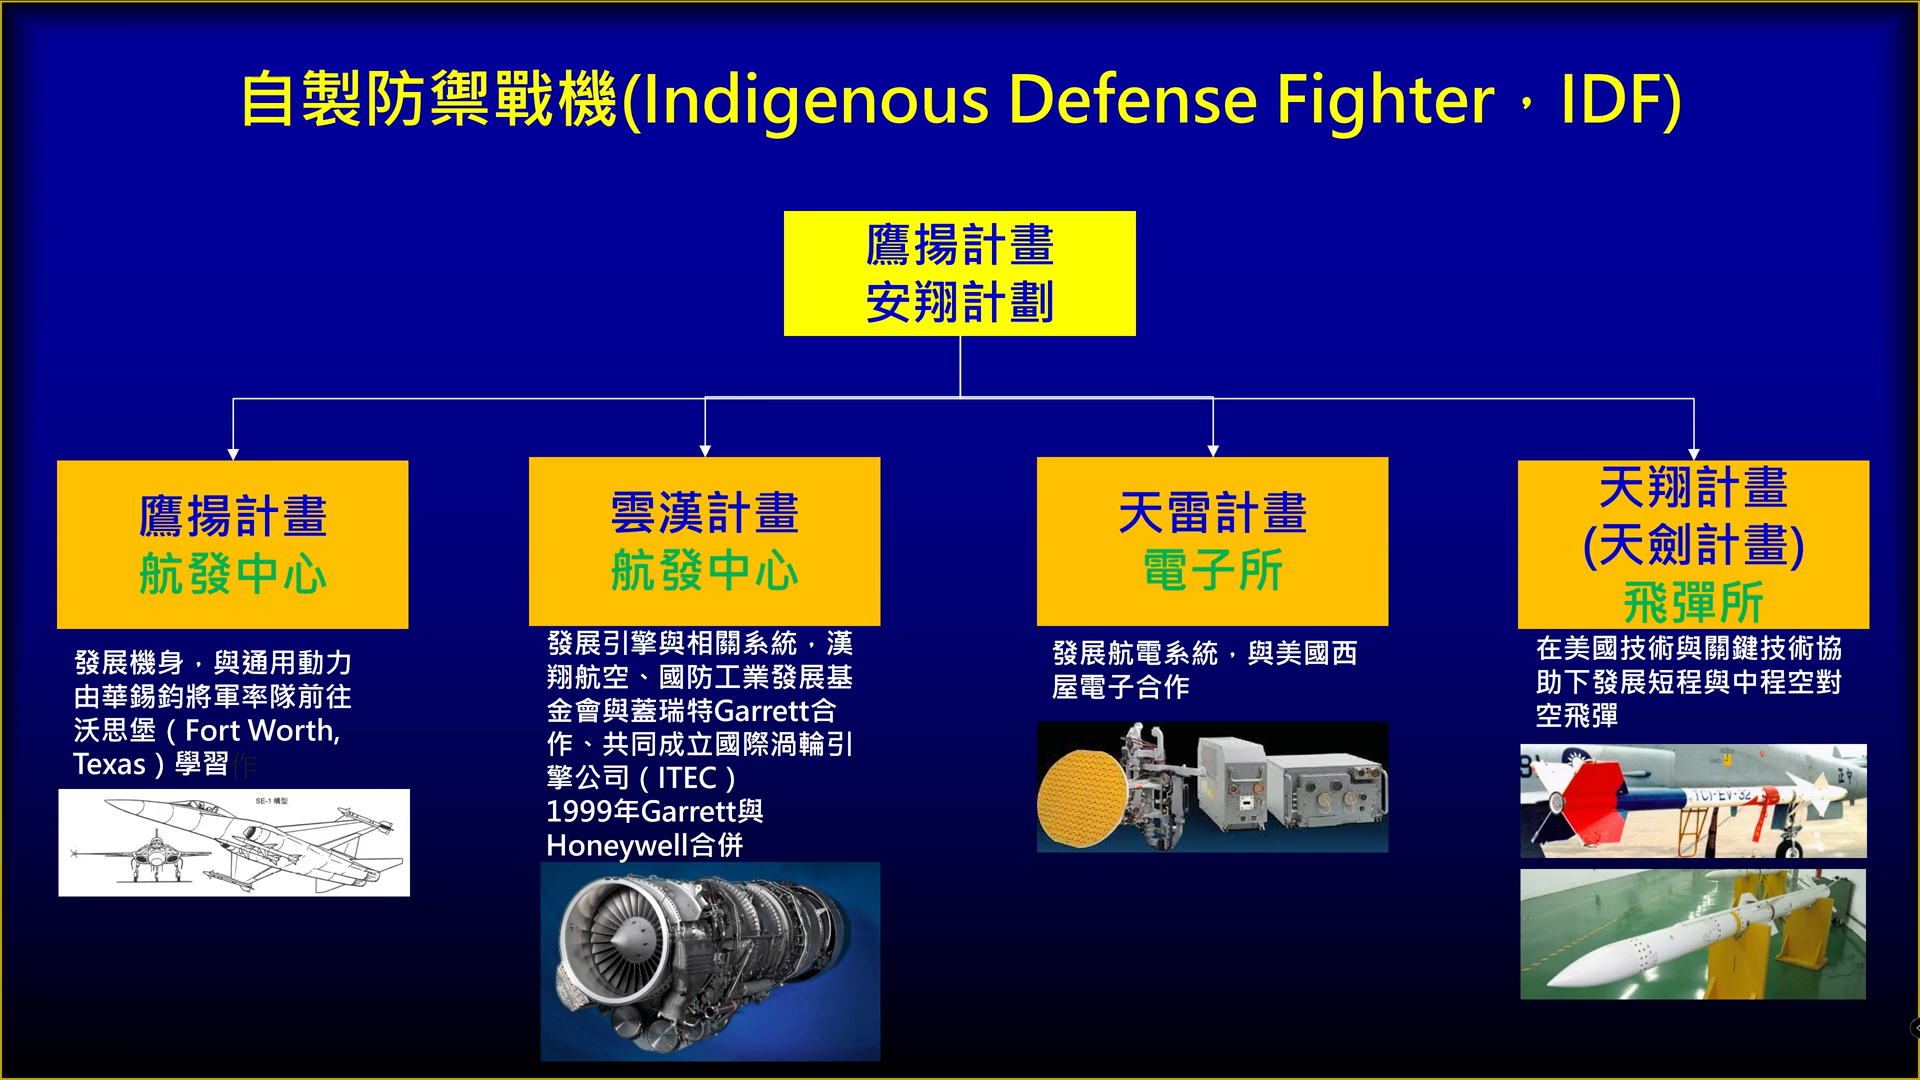 自製防禦戰機(Indigenous Defense Fighter，IDF)
鷹揚計畫
安翔計劃
鷹揚計畫
航發中心
發展機身，與通用動力
由華錫鈞將軍率隊前往
沃思堡（Fort Worth,
Texas）學習作
SE-1 構型
雲漢計畫
航發中心
發展引擎與相關系統，漢
翔航空、國防工業發展基
金會與蓋瑞特Garrett合
作、共同成立國際渦輪引
擎公司（ITEC）
1999年Garrett與
Honeywell合併
天雷計畫
電子所
發展航電系統，與美國西
屋電子合作
天翔計畫
(天劍計畫)
飛彈所
在美國技術與關鍵技術協
助下發展短程與中程空對
空飛彈
TCI-EV-32